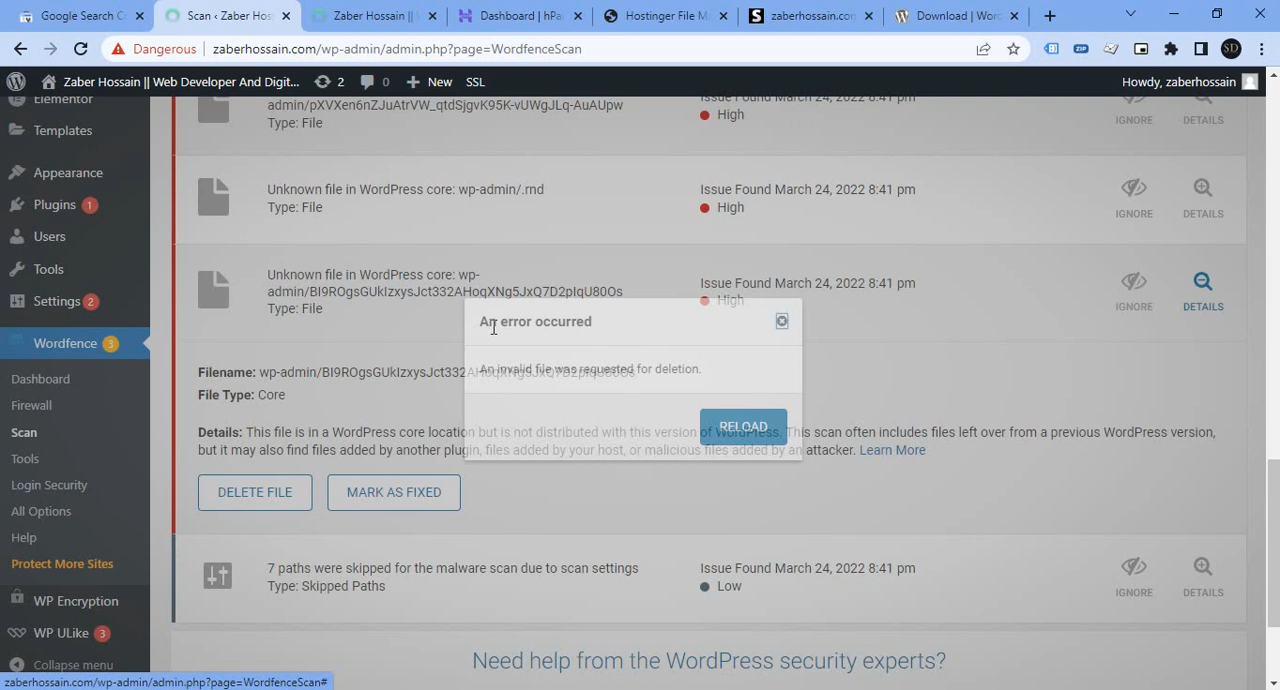 Google Search C
Scan ‹ Zaber Hos
Zaber Hossain || W
Dashboard | hPa
Hostinger File M
zaberhossain.com
Download | Wor
Dangerous
zaberhossain.com/wp-admin/admin.php?page=WordfenceScan
ZIP
SD
Zaber Hossain || Web Developer And Digit...
2
0
New
SSL
Howdy, zaberhossain
Elementor
Templates
Appearance
Plugins 1
Users
Tools
Settings 2
Wordfence 3
Dashboard
Firewall
Scan
Tools
Login Security
All Options
Help
Protect More Sites
WP Encryption
WP ULike 3
Collapse menu
admin/pXVXen6nZJuAtrVW_qtdSjgvK95K-vUWgJLq-AuAUpw
Type: File
Issue Found March 24, 2022 8:41 pm
High
IGNORE
DETAILS
Unknown file in WordPress core: wp-admin/.rnd
Type: File
Issue Found March 24, 2022 8:41 pm
High
IGNORE
DETAILS
Unknown file in WordPress core: wp-
admin/BI9ROgsGUkIzxysJct332AHoqXNg5JxQ7D2pIqU80Os
Type: File
Issue Found March 24, 2022 8:41 pm
High
IGNORE
DETAILS
An error occurred
An invalid file was requested for deletion.
RELOAD
Filename: wp-admin/BI9ROgsGUkIzxysJct332AHoqXNg5JxQ7D2pIqU80Os
File Type: Core
Details: This file is in a WordPress core location but is not distributed with this version of WordPress. This scan often includes files left over from a previous WordPress version,
but it may also find files added by another plugin, files added by your host, or malicious files added by an attacker. Learn More
DELETE FILE
MARK AS FIXED
7 paths were skipped for the malware scan due to scan settings
Type: Skipped Paths
Issue Found March 24, 2022 8:41 pm
Low
IGNORE
DETAILS
Need help from the WordPress security experts?
zaberhossain.com/wp-admin/admin.php?page=WordfenceScan#